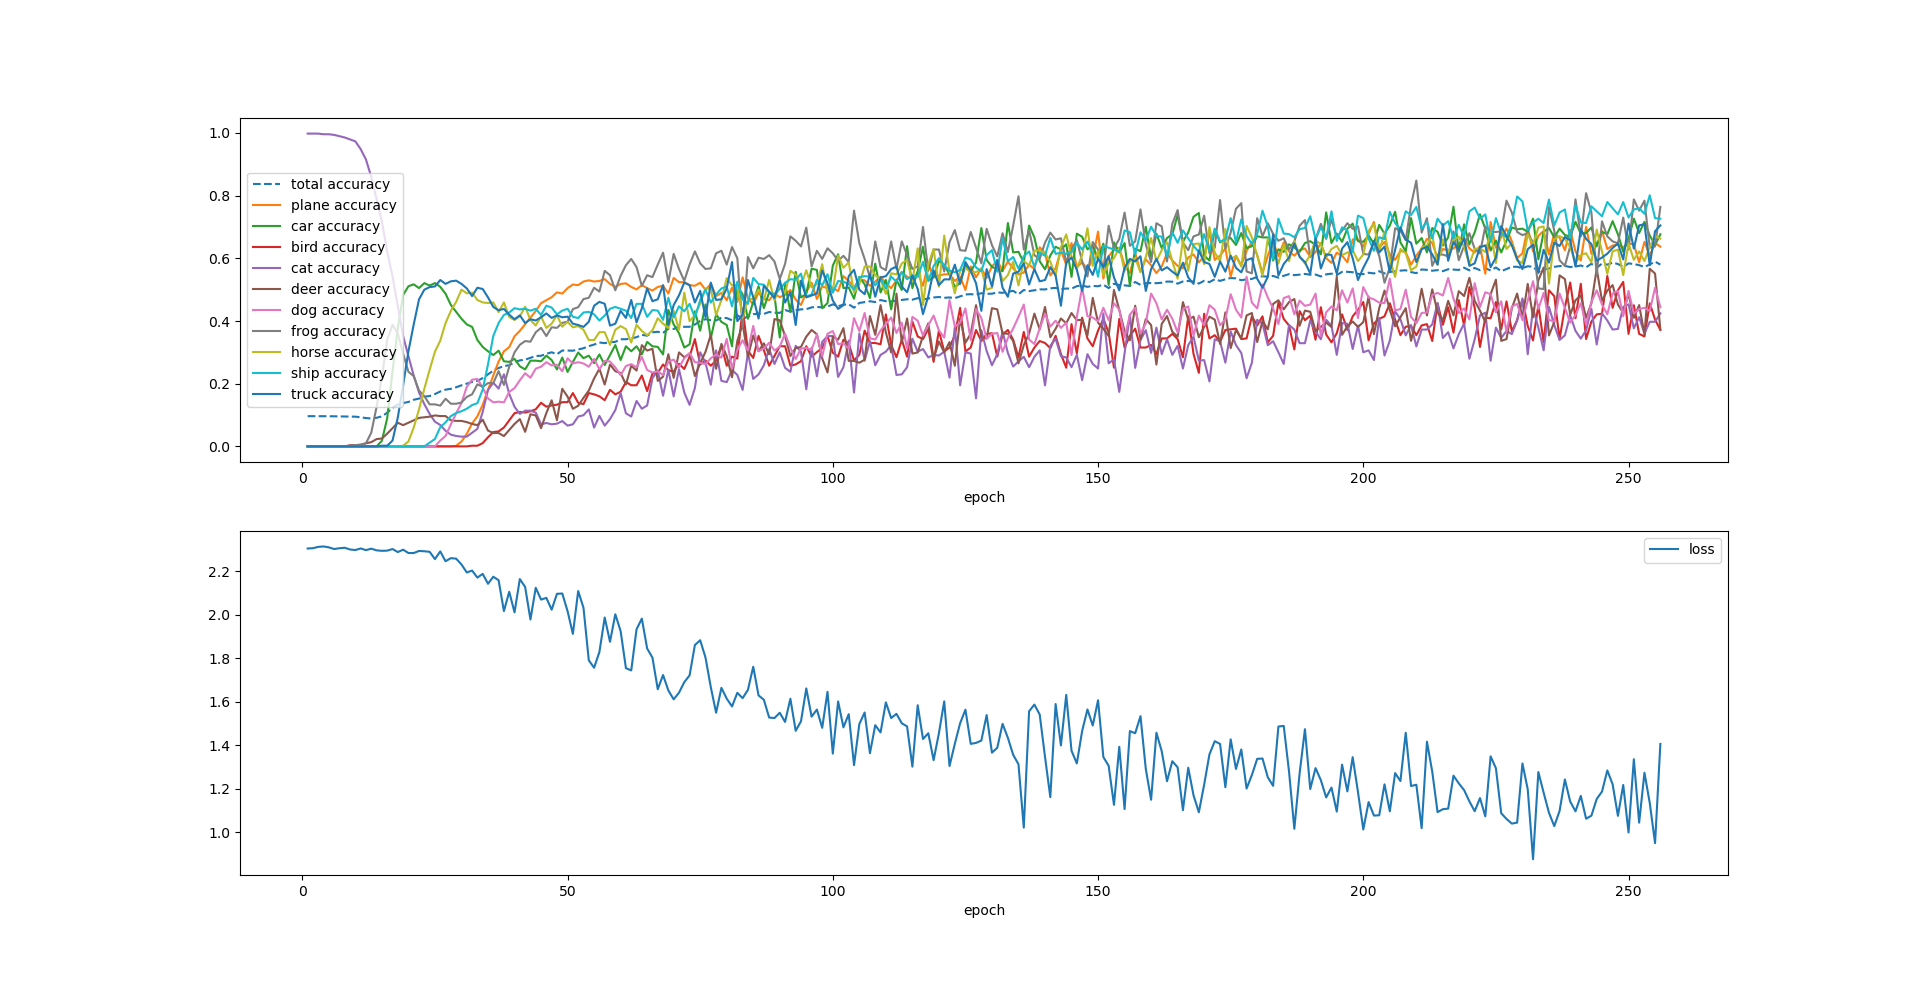 1.0
0.8
0.6
0.4
0.2
0.0
total accuracy
plane accuracy
car accuracy
bird accuracy
cat accuracy
deer accuracy
dog accuracy
frog accuracy
horse accuracy
ship accuracy
truck accuracy
0 50 100 150 200 250
epoch
2.2
2.0
1.8
1.6
1.4
1.2
1.0
loss
0 50 100 150 200 250
epoch